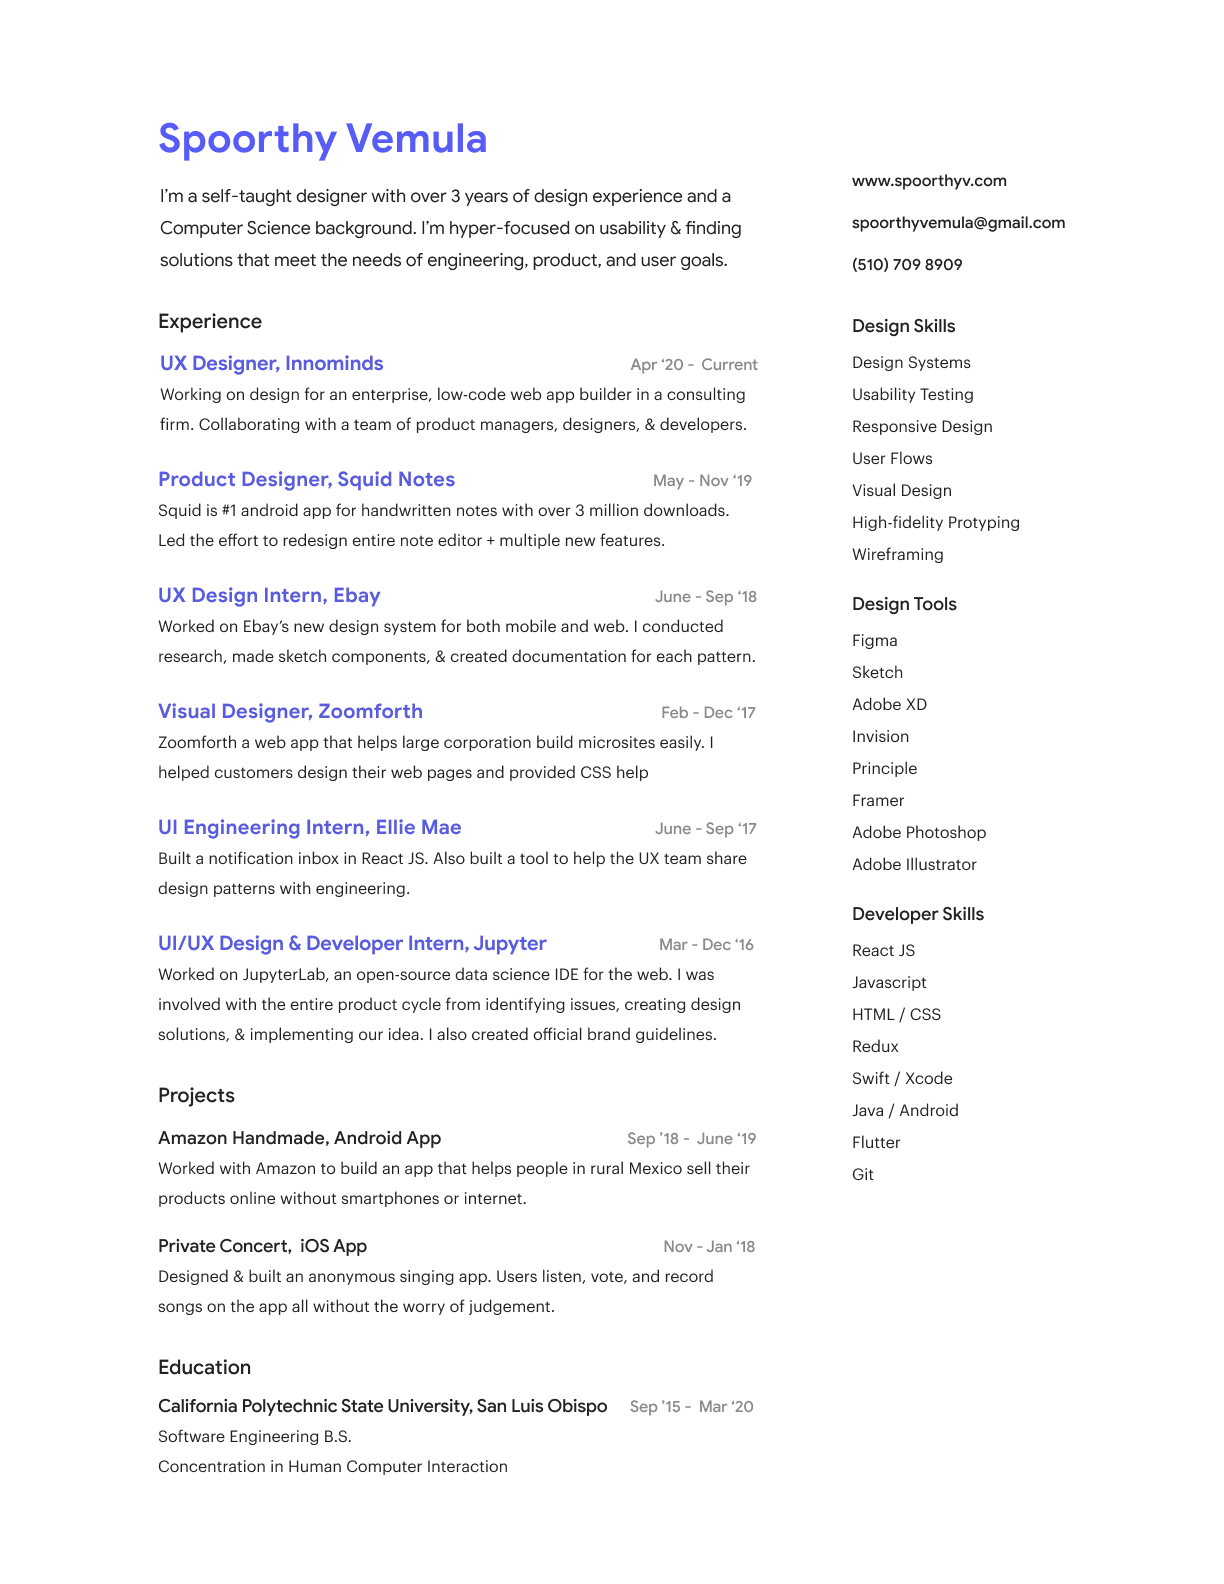 Spoorthy Vemula
I’m a self-taught designer with over 3 years of design experience and a
Computer Science background. I’m hyper-focused on usability & finding
solutions that meet the needs of engineering, product, and user goals.
Experience
UX Designer, Innominds Apr ‘20 - Current
Working on design for an enterprise, low-code web app builder in a consulting
firm. Collaborating with a team of product managers, designers, & developers.
Product Designer, Squid Notes May - Nov ‘19
Squid is #1 android app for handwritten notes with over 3 million downloads.
Led the effort to redesign entire note editor + multiple new features.
UX Design Intern, Ebay June - Sep ‘18
Worked on Ebay’s new design system for both mobile and web. I conducted
research, made sketch components, & created documentation for each pattern.
Visual Designer, Zoomforth Feb - Dec ‘17
Zoomforth a web app that helps large corporation build microsites easily. I
helped customers design their web pages and provided CSS help
UI Engineering Intern, Ellie Mae June - Sep ‘17
Built a notification inbox in React JS. Also built a tool to help the UX team share
design patterns with engineering.
UI/UX Design & Developer Intern, Jupyter Mar - Dec ‘16
Worked on JupyterLab, an open-source data science IDE for the web. I was
involved with the entire product cycle from identifying issues, creating design
solutions, & implementing our idea. I also created official brand guidelines.
Projects
Amazon Handmade, Android App Sep ’18 - June ‘19
Worked with Amazon to build an app that helps people in rural Mexico sell their
products online without smartphones or internet.
Private Concert, iOS App Nov - Jan ‘18
Designed & built an anonymous singing app. Users listen, vote, and record
songs on the app all without the worry of judgement.
Education
California Polytechnic State University, San Luis Obispo Sep ’15 - Mar ‘20
Software Engineering B.S.
Concentration in Human Computer Interaction
www.spoorthyv.com
spoorthyvemula@gmail.com
(510) 709 8909
Design Skills
Design Systems
Usability Testing
Responsive Design
User Flows
Visual Design
High-fidelity Protyping
Wireframing
Design Tools
Figma
Sketch
Adobe XD
Invision
Principle
Framer
Adobe Photoshop
Adobe Illustrator
Developer Skills
React JS
Javascript
HTML / CSS
Redux
Swift / Xcode
Java / Android
Flutter
Git